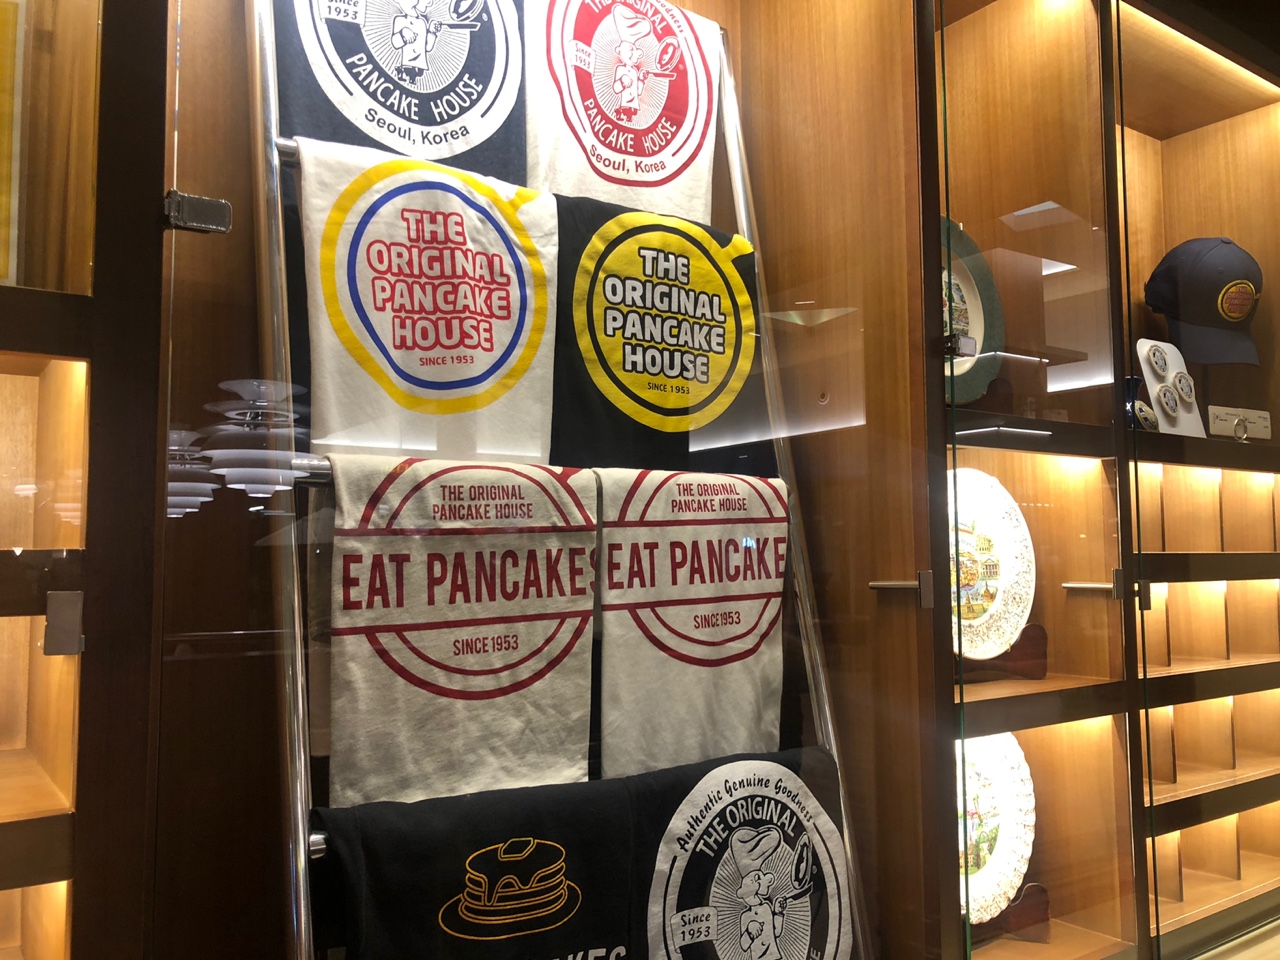 Since
1953
PANCAKE HOUSE
Seoul, Korea
Goodness
THE ORIGINAL
Since
1953
PANCAKE HOUSE
Seoul, Korea
THE
ORIGINAL
PANCAKE
HOUSE
SINCE 1953
THE
ORIGINAL
PANCAKE
HOUSE
SINCE 1953
THE ORIGINAL
PANCAKE HOUSE
EAT PANCAKES
SINCE 1953
THE ORIGINAL
PANCAKE HOUSE
EAT PANCAKE
SINCE 1953
AKES
Authentic Genuine Goodness
THE ORIGINAL
Since
1953